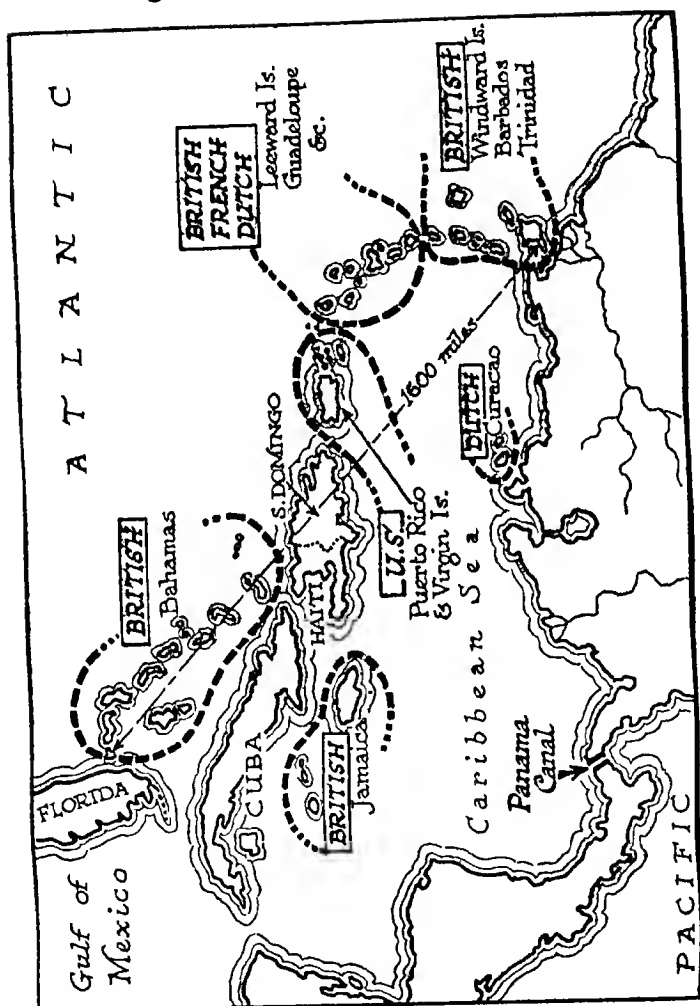 ATLANTIC
Gulf of
Mexico
FLORIDA
BRITISH
Bahamas
BRITISH
FRENCH
DUTCH
Leeward Is.
Guadeloupe
&c.
BRITISH
Windward Is.
Barbados
Trinidad
CUBA
S. DOMINGO
HAITI
BRITISH
Jamaica
U.S.
Puerto Rico
& Virgin Is.
1600 miles
DUTCH
Curacao
Caribbean Sea
Panama
Canal
PACIFIC